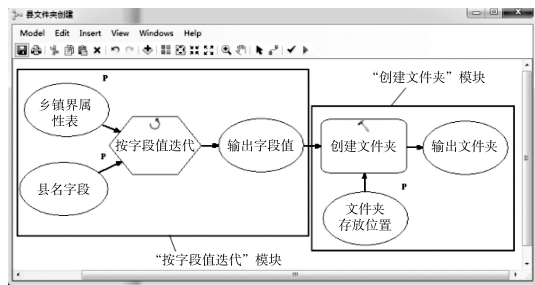 县文件夹创建
Model Edit Insert View Windows Help
P
乡镇界属
性表
P
县名字段
按字段值迭代
输出字段值
“创建文件夹”模块
创建文件夹
输出文件夹
P
文件夹
存放位置
“按字段值迭代”模块